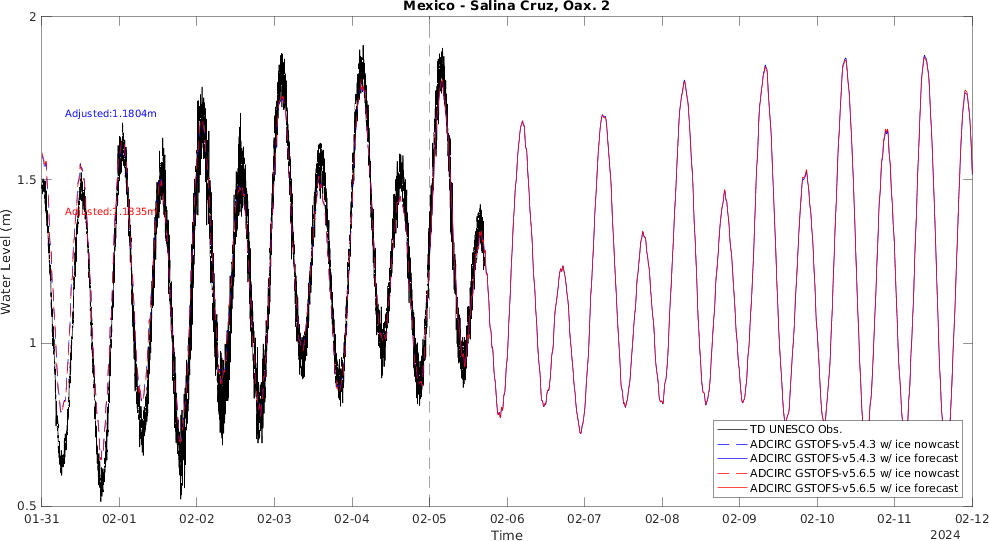 Mexico - Salina Cruz, Oax. 2
2
1.5
1
0.5
Water Level (m)
Adjusted:1.1804m
Adjusted:1.1335m
TD UNESCO Obs.
ADCIRC GSTOFS-v5.4.3 w/ ice nowcast
ADCIRC GSTOFS-v5.4.3 w/ ice forecast
ADCIRC GSTOFS-v5.6.5 w/ ice nowcast
ADCIRC GSTOFS-v5.6.5 w/ ice forecast
01-31 02-01 02-02 02-03 02-04 02-05 02-06 02-07 02-08 02-09 02-10 02-11 02-12
Time
2024